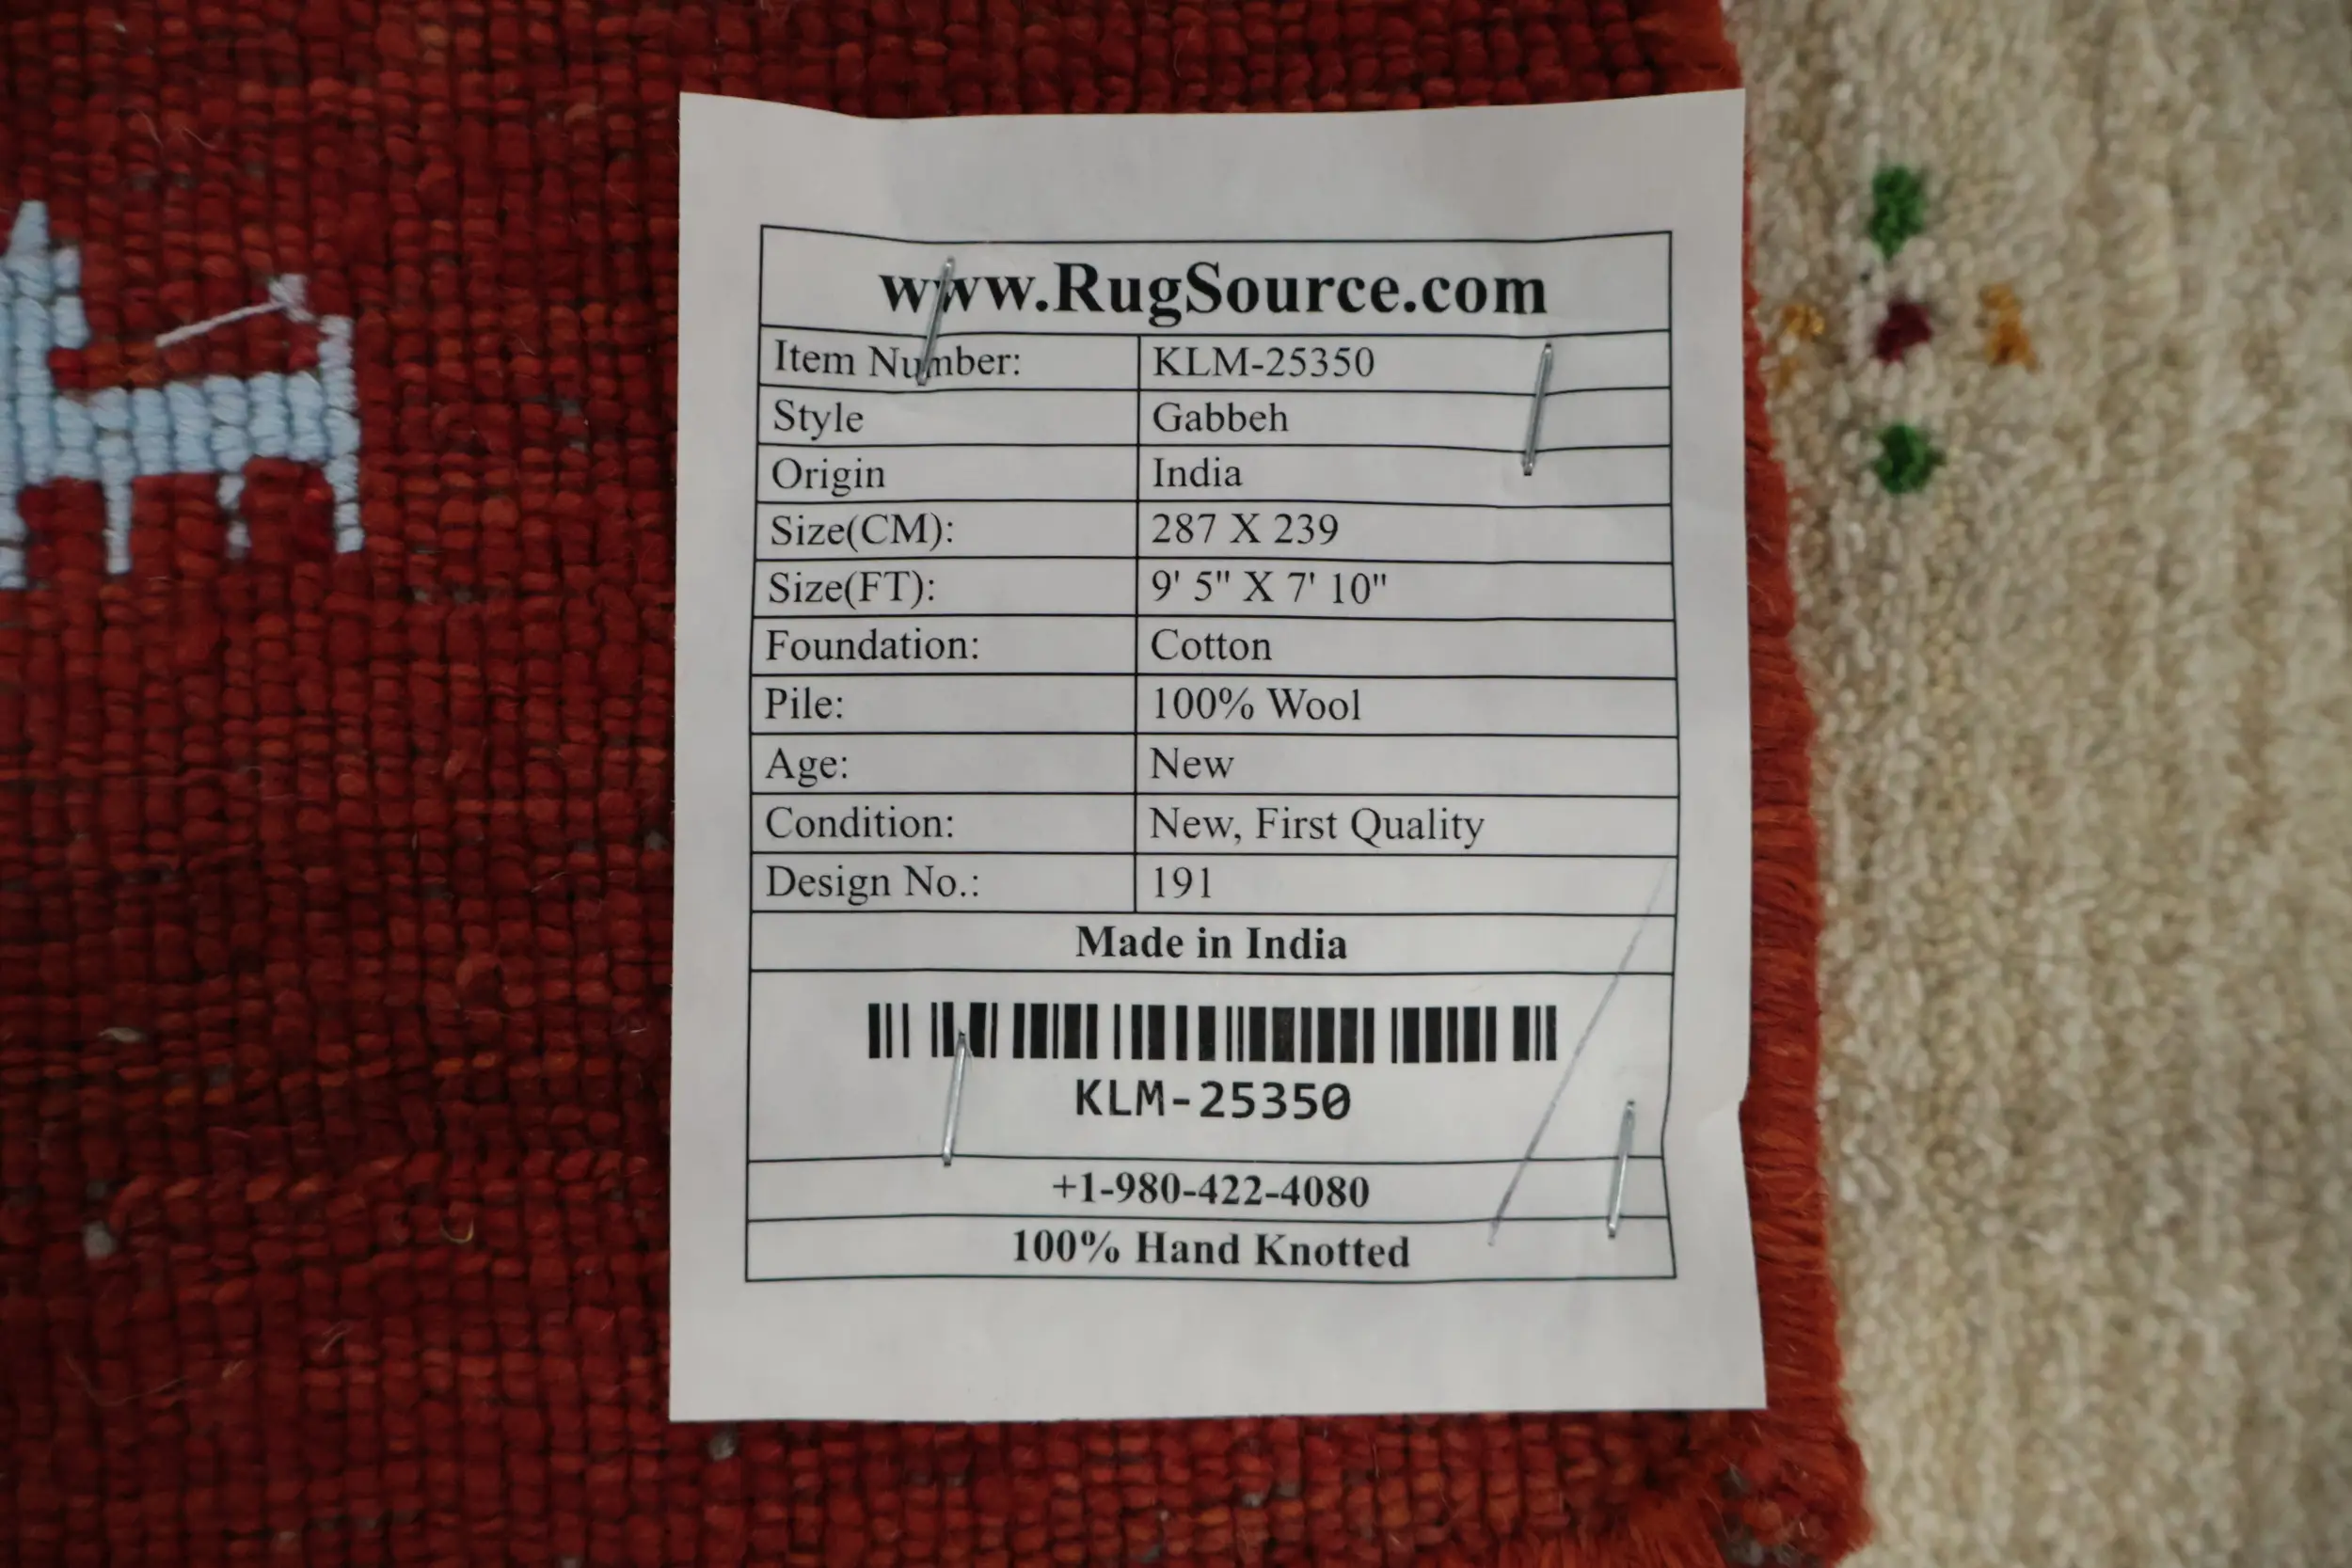 www.RugSource.com
Item Number: KLM-25350
Style Gabbeh
Origin India
Size(CM): 287 X 239
Size(FT): 9' 5" X 7' 10"
Foundation: Cotton
Pile: 100% Wool
Age: New
Condition: New, First Quality
Design No.: 191
Made in India
KLM-25350
+1-980-422-4080
100% Hand Knotted